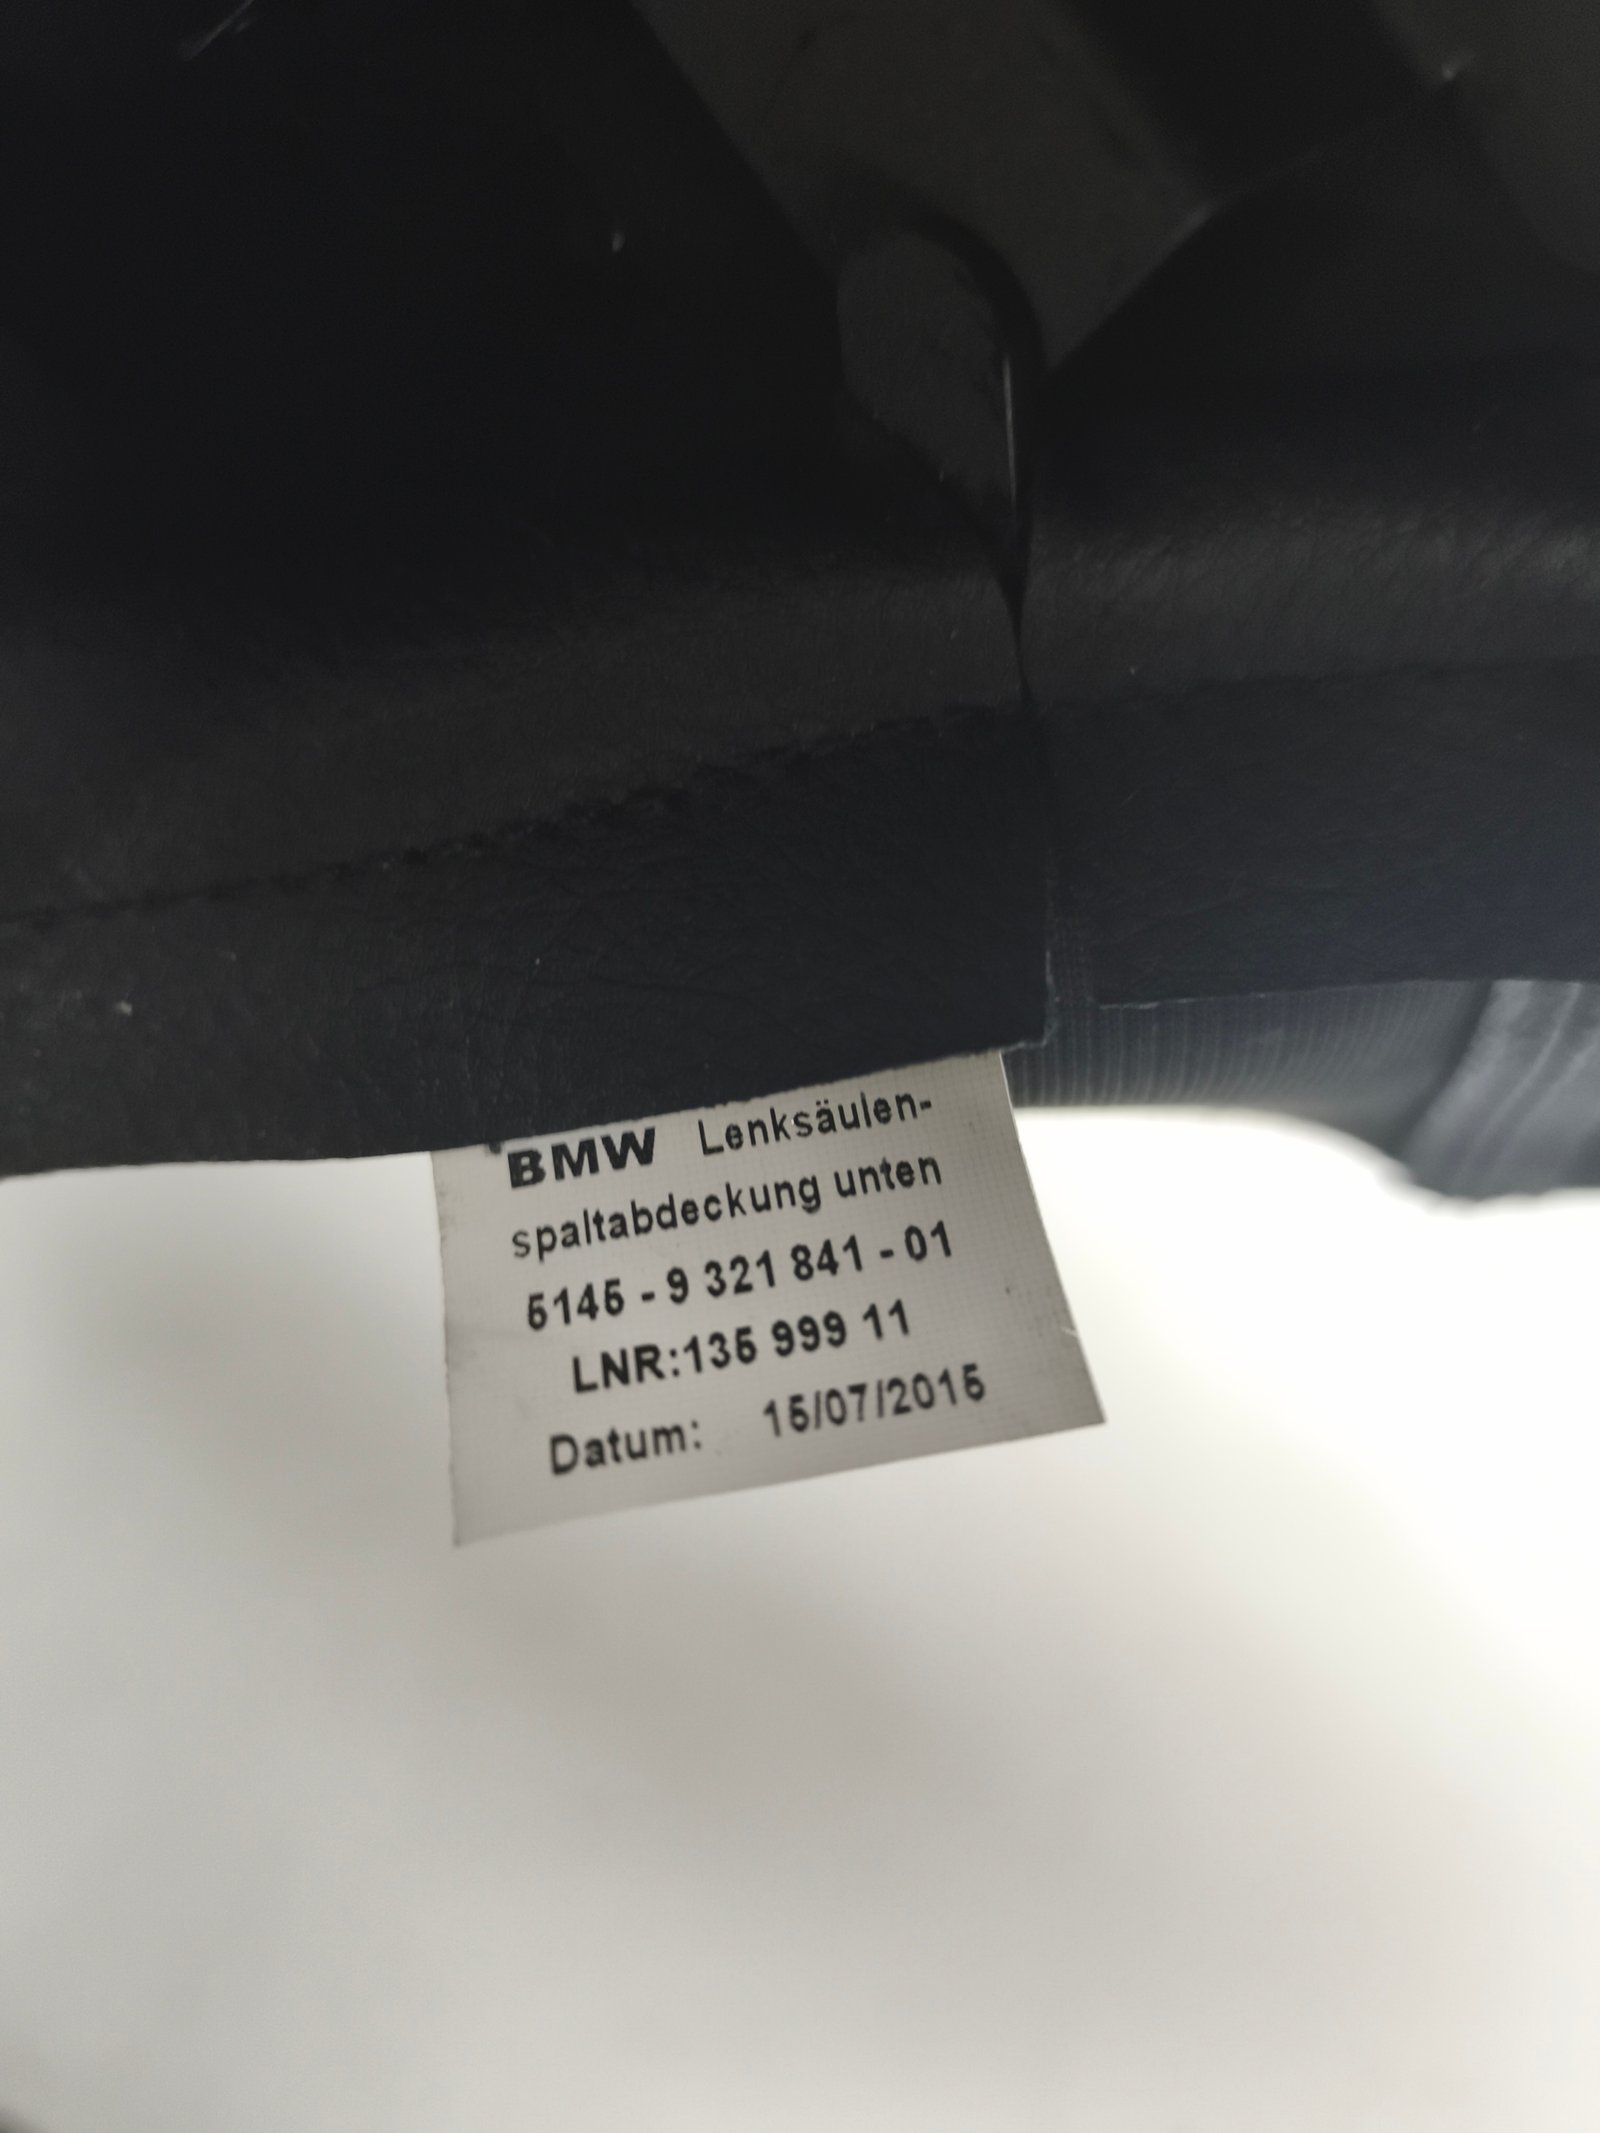 BMW Lenksäulen-
spaltabdeckung unten
5145 - 9 321 841 - 01
LNR:135 999 11
Datum: 15/07/2015